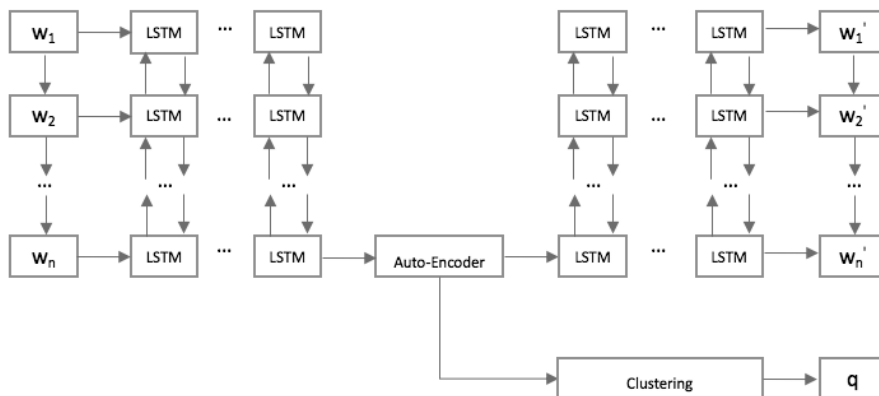 w1 LSTM ... LSTM LSTM ... LSTM w1'
w2 LSTM ... LSTM LSTM ... LSTM w2'
... ... ... ... ... ...
wn LSTM ... LSTM Auto-Encoder LSTM ... LSTM wn'
Clustering q